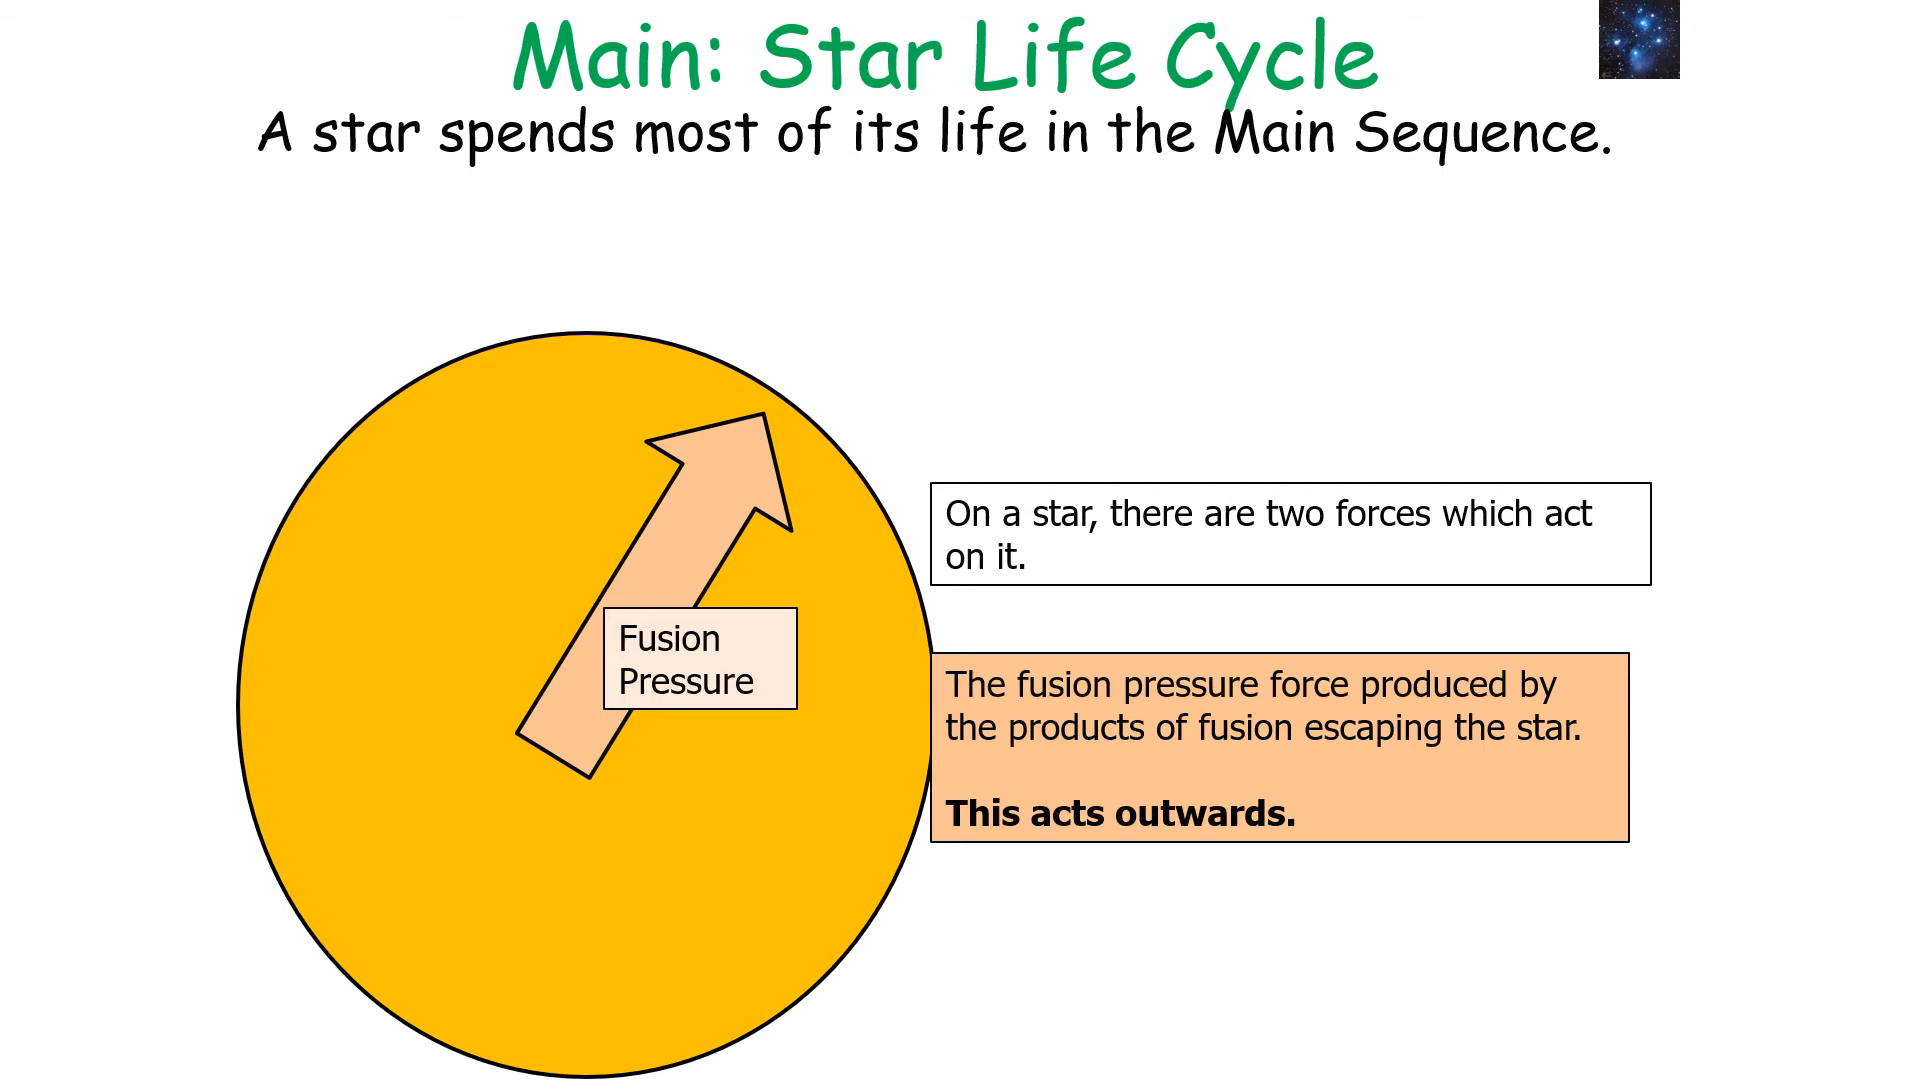 Main: Star Life Cycle
A star spends most of its life in the Main Sequence.
On a star, there are two forces which act
on it.
Fusion
Pressure
The fusion pressure force produced by
the products of fusion escaping the star.
This acts outwards.